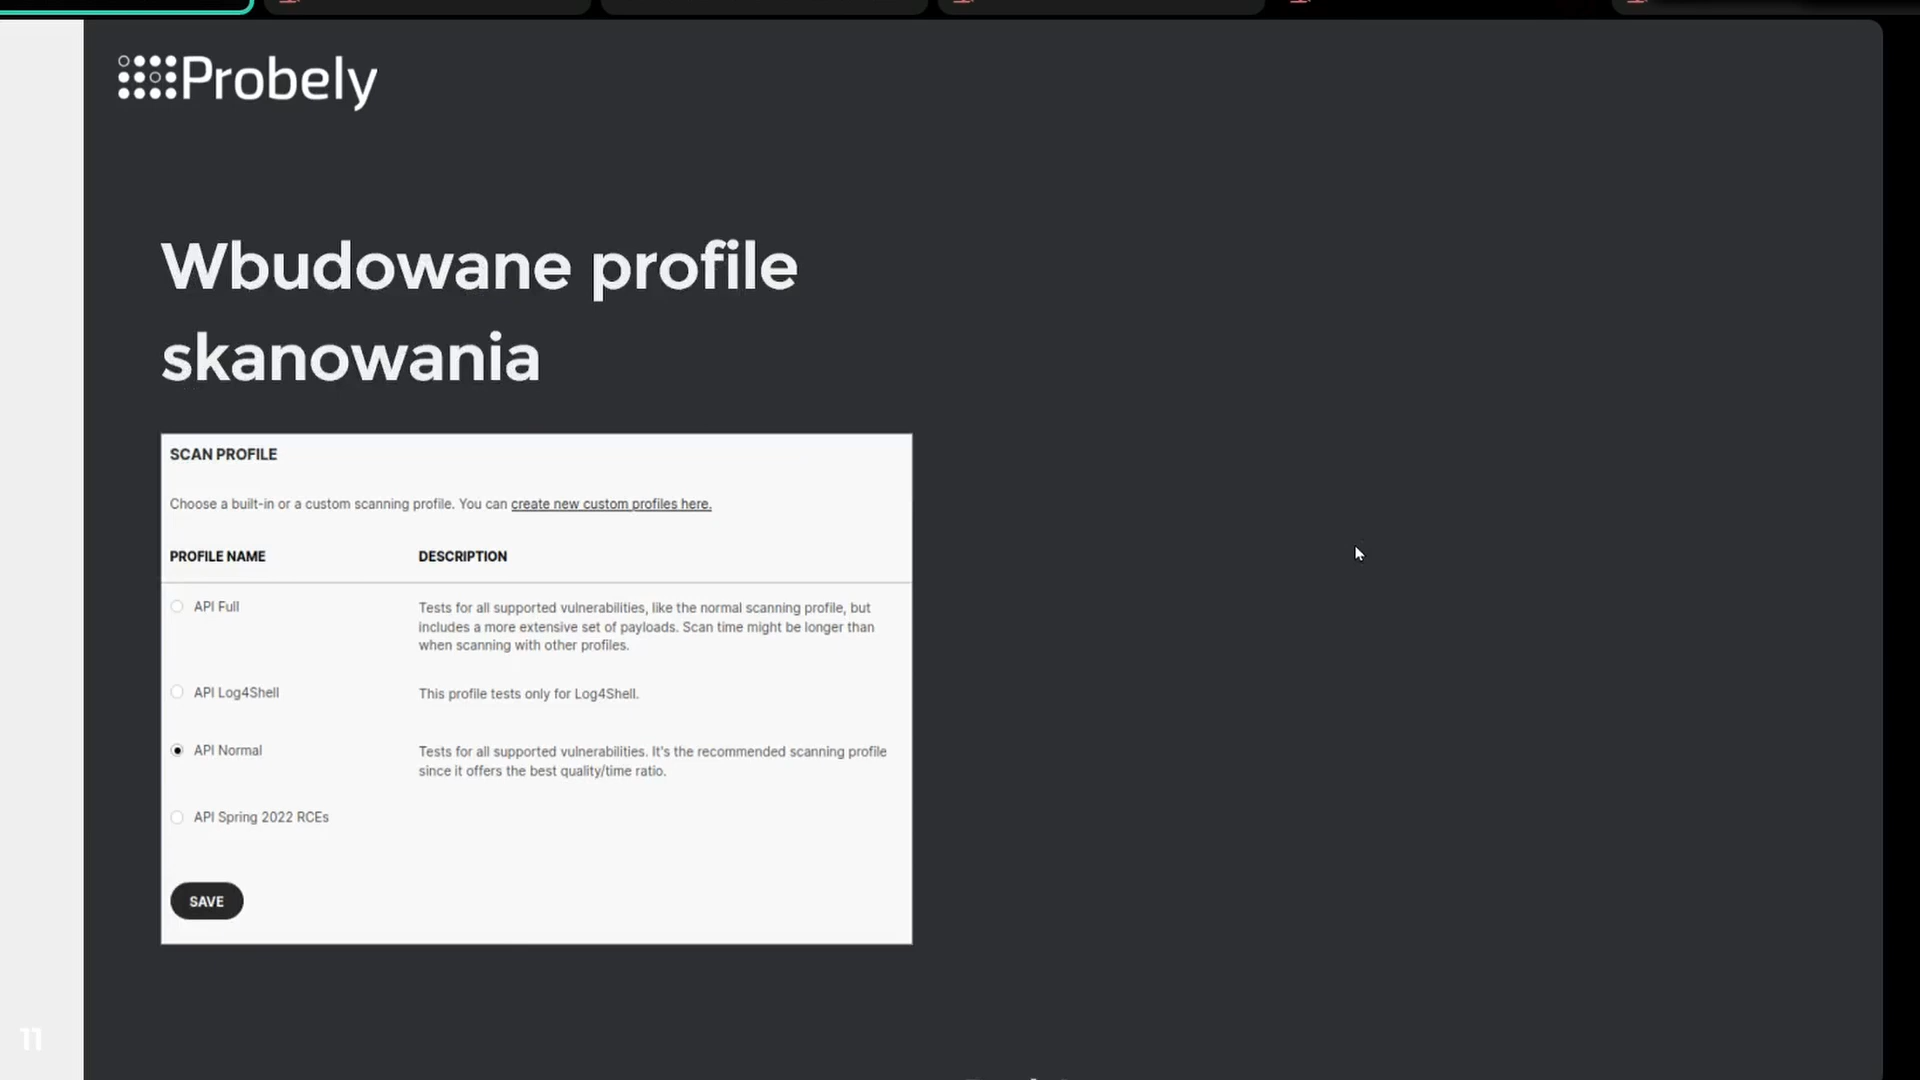 Probely
Wbudowane profile
skanowania
SCAN PROFILE
Choose a built-in or a custom scanning profile. You can create new custom profiles here.
PROFILE NAME DESCRIPTION
API Full
Tests for all supported vulnerabilities, like the normal scanning profile, but
includes a more extensive set of payloads. Scan time might be longer than
when scanning with other profiles.
API Log4Shell
This profile tests only for Log4Shell.
API Normal
Tests for all supported vulnerabilities. It's the recommended scanning profile
since it offers the best quality/time ratio.
API Spring 2022 RCEs
SAVE
11